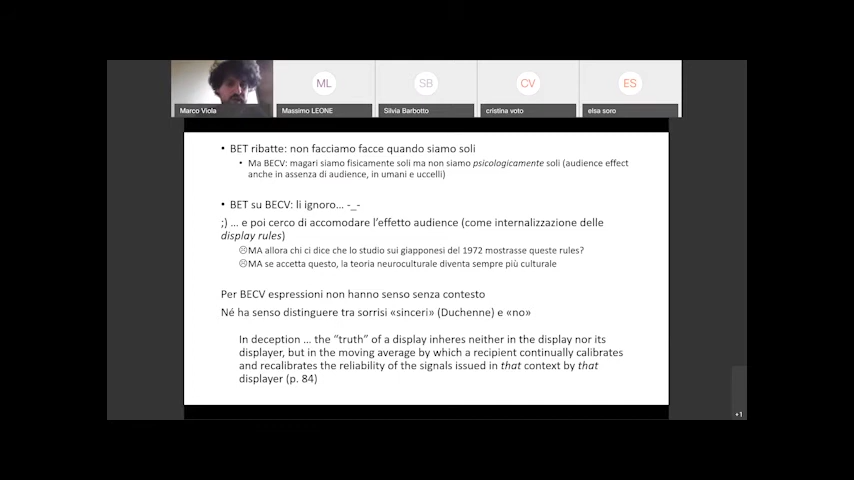 ML
SB
CV
ES
Marco Viola
Massimo LEONE
Silvia Barbotto
cristina voto
elsa soro
• BET ribatte: non facciamo facce quando siamo soli
• Ma BECV: magari siamo fisicamente soli ma non siamo psicologicamente soli (audience effect
anche in assenza di audience, in umani e uccelli)
• BET su BECV: li ignoro... -_-
;) ... e poi cerco di accomodare l'effetto audience (come internalizzazione delle
display rules)
☹MA allora chi ci dice che lo studio sui giapponesi del 1972 mostrasse queste rules?
☹MA se accetta questo, la teoria neuroculturale diventa sempre più culturale
Per BECV espressioni non hanno senso senza contesto
Né ha senso distinguere tra sorrisi «sinceri» (Duchenne) e «no»
In deception ... the "truth" of a display inheres neither in the display nor its
displayer, but in the moving average by which a recipient continually calibrates
and recalibrates the reliability of the signals issued in that context by that
displayer (p. 84)
+1